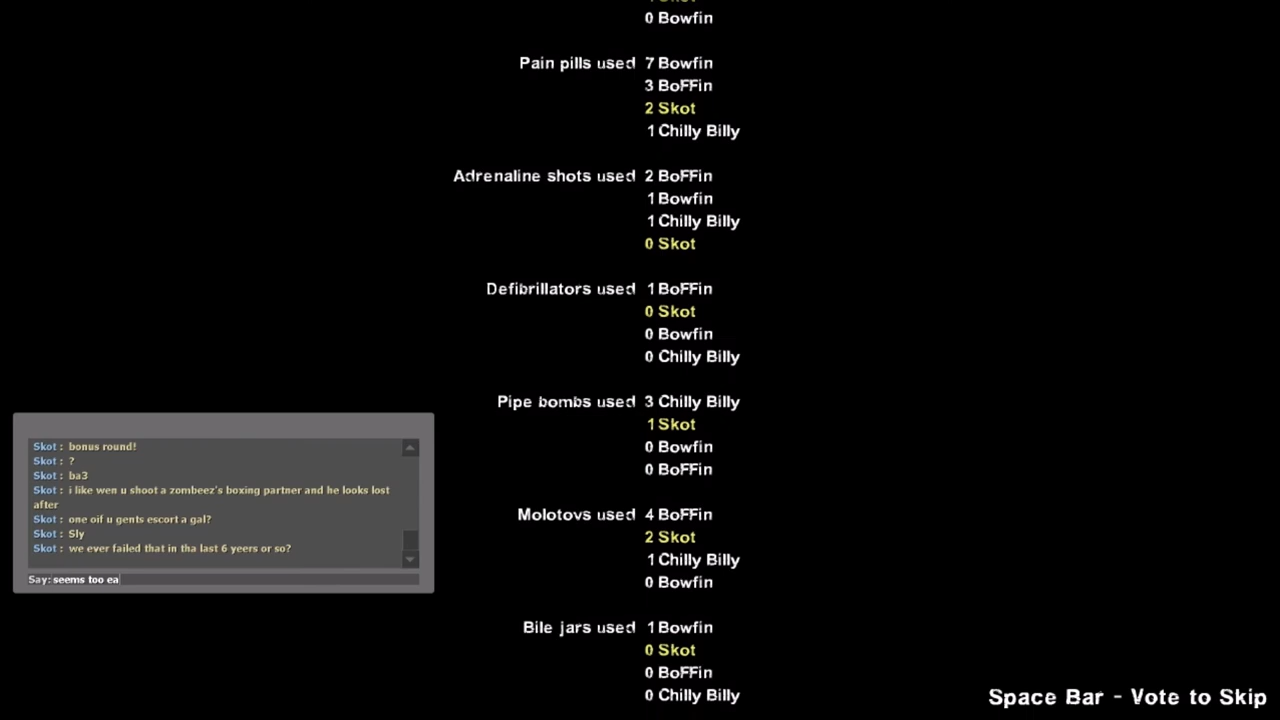 0 Bowfin
Pain pills used 7 Bowfin
3 BoFFin
2 Skot
1 Chilly Billy
Adrenaline shots used 2 BoFFin
1 Bowfin
1 Chilly Billy
0 Skot
Defibrillators used 1 BoFFin
0 Skot
0 Bowfin
0 Chilly Billy
Pipe bombs used 3 Chilly Billy
1 Skot
0 Bowfin
0 BoFFin
Molotovs used 4 BoFFin
2 Skot
1 Chilly Billy
0 Bowfin
Bile jars used 1 Bowfin
0 Skot
0 BoFFin
0 Chilly Billy
Skot : bonus round!
Skot : ?
Skot : ba3
Skot : i like wen u shoot a zombeez's boxing partner and he looks lost
after
Skot : one oif u gents escort a gal?
Skot : Sly
Skot : we ever failed that in tha last 6 yeers or so?
Say: seems too ea
Space Bar - Vote to Skip